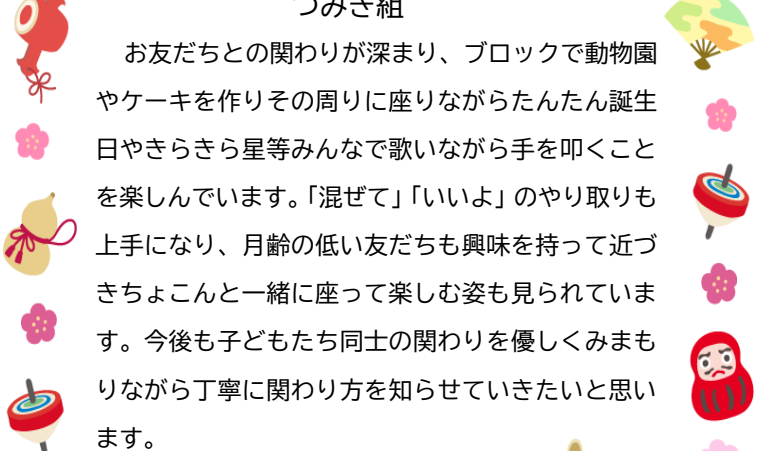 つみき組
お友だちとの関わりが深まり、ブロックで動物園
やケーキを作りその周りに座りながらたんたん誕生
日やきらきら星等みんなで歌いながら手を叩くこと
を楽しんでいます。「混ぜて」「いいよ」のやり取りも
上手になり、月齢の低い友だちも興味を持って近づ
きちょこんと一緒に座って楽しむ姿も見られていま
す。今後も子どもたち同士の関わりを優しくみまも
りながら丁寧に関わり方を知らせていきたいと思い
ます。